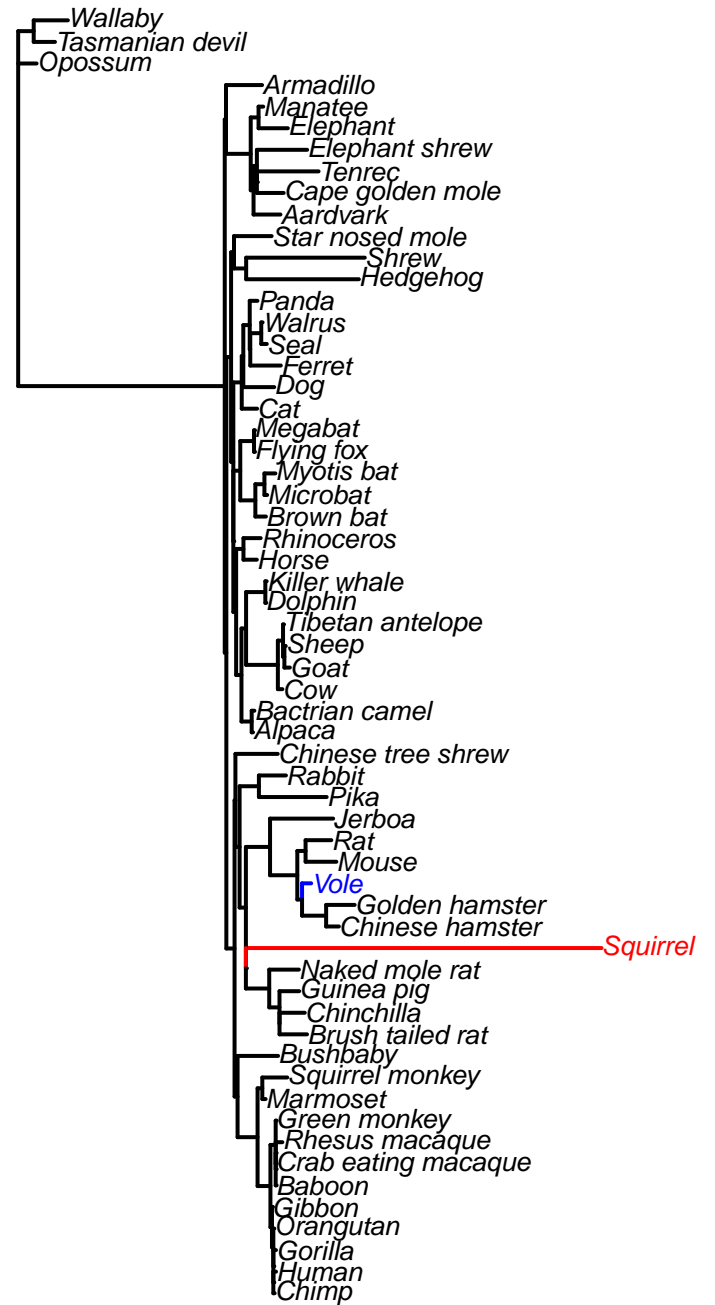 Wallaby
Tasmanian devil
Opossum
Armadillo
Manatee
Elephant
Elephant shrew
Tenrec
Cape golden mole
Aardvark
Star nosed mole
Shrew
Hedgehog
Panda
Walrus
Seal
Ferret
Dog
Cat
Megabat
Flying fox
Myotis bat
Microbat
Brown bat
Rhinoceros
Horse
Killer whale
Dolphin
Tibetan antelope
Sheep
Goat
Cow
Bactrian camel
Alpaca
Chinese tree shrew
Rabbit
Pika
Jerboa
Rat
Mouse
Vole
Golden hamster
Chinese hamster
Squirrel
Naked mole rat
Guinea pig
Chinchilla
Brush tailed rat
Bushbaby
Squirrel monkey
Marmoset
Green monkey
Rhesus macaque
Crab eating macaque
Baboon
Gibbon
Orangutan
Gorilla
Human
Chimp